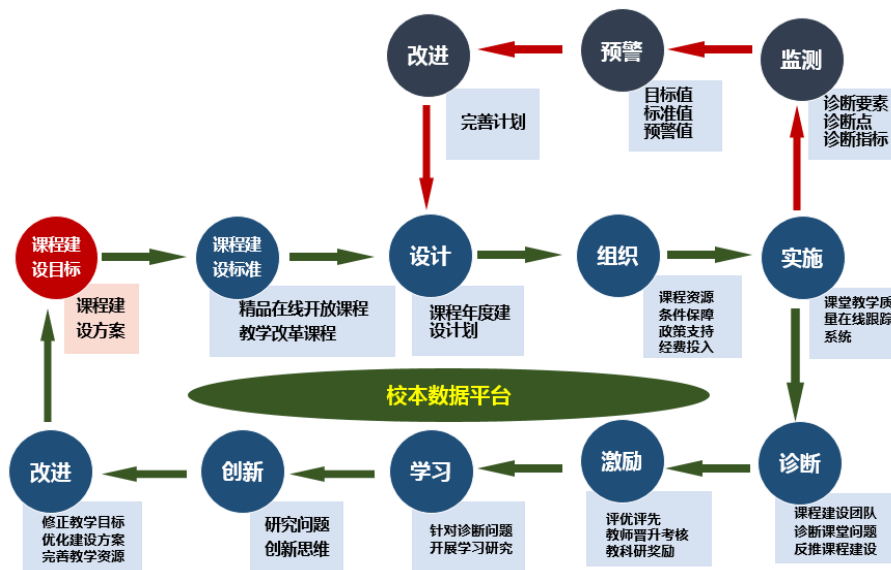 改进
预警
监测
完善计划
目标值
标准值
预警值
诊断要素
诊断点
诊断指标
课程建
设目标
课程建
设标准
设计
组织
实施
课程建
设方案
精品在线开放课程
教学改革课程
课程年度建
设计划
课程资源
条件保障
政策支持
经费投入
课堂教学质
量在线跟踪
系统
校本数据平台
改进
创新
学习
激励
诊断
修正教学目标
优化建设方案
完善教学资源
研究问题
创新思维
针对诊断问题
开展学习研究
评优评先
教师晋升考核
教科研奖励
课程建设团队
诊断课堂问题
反推课程建设